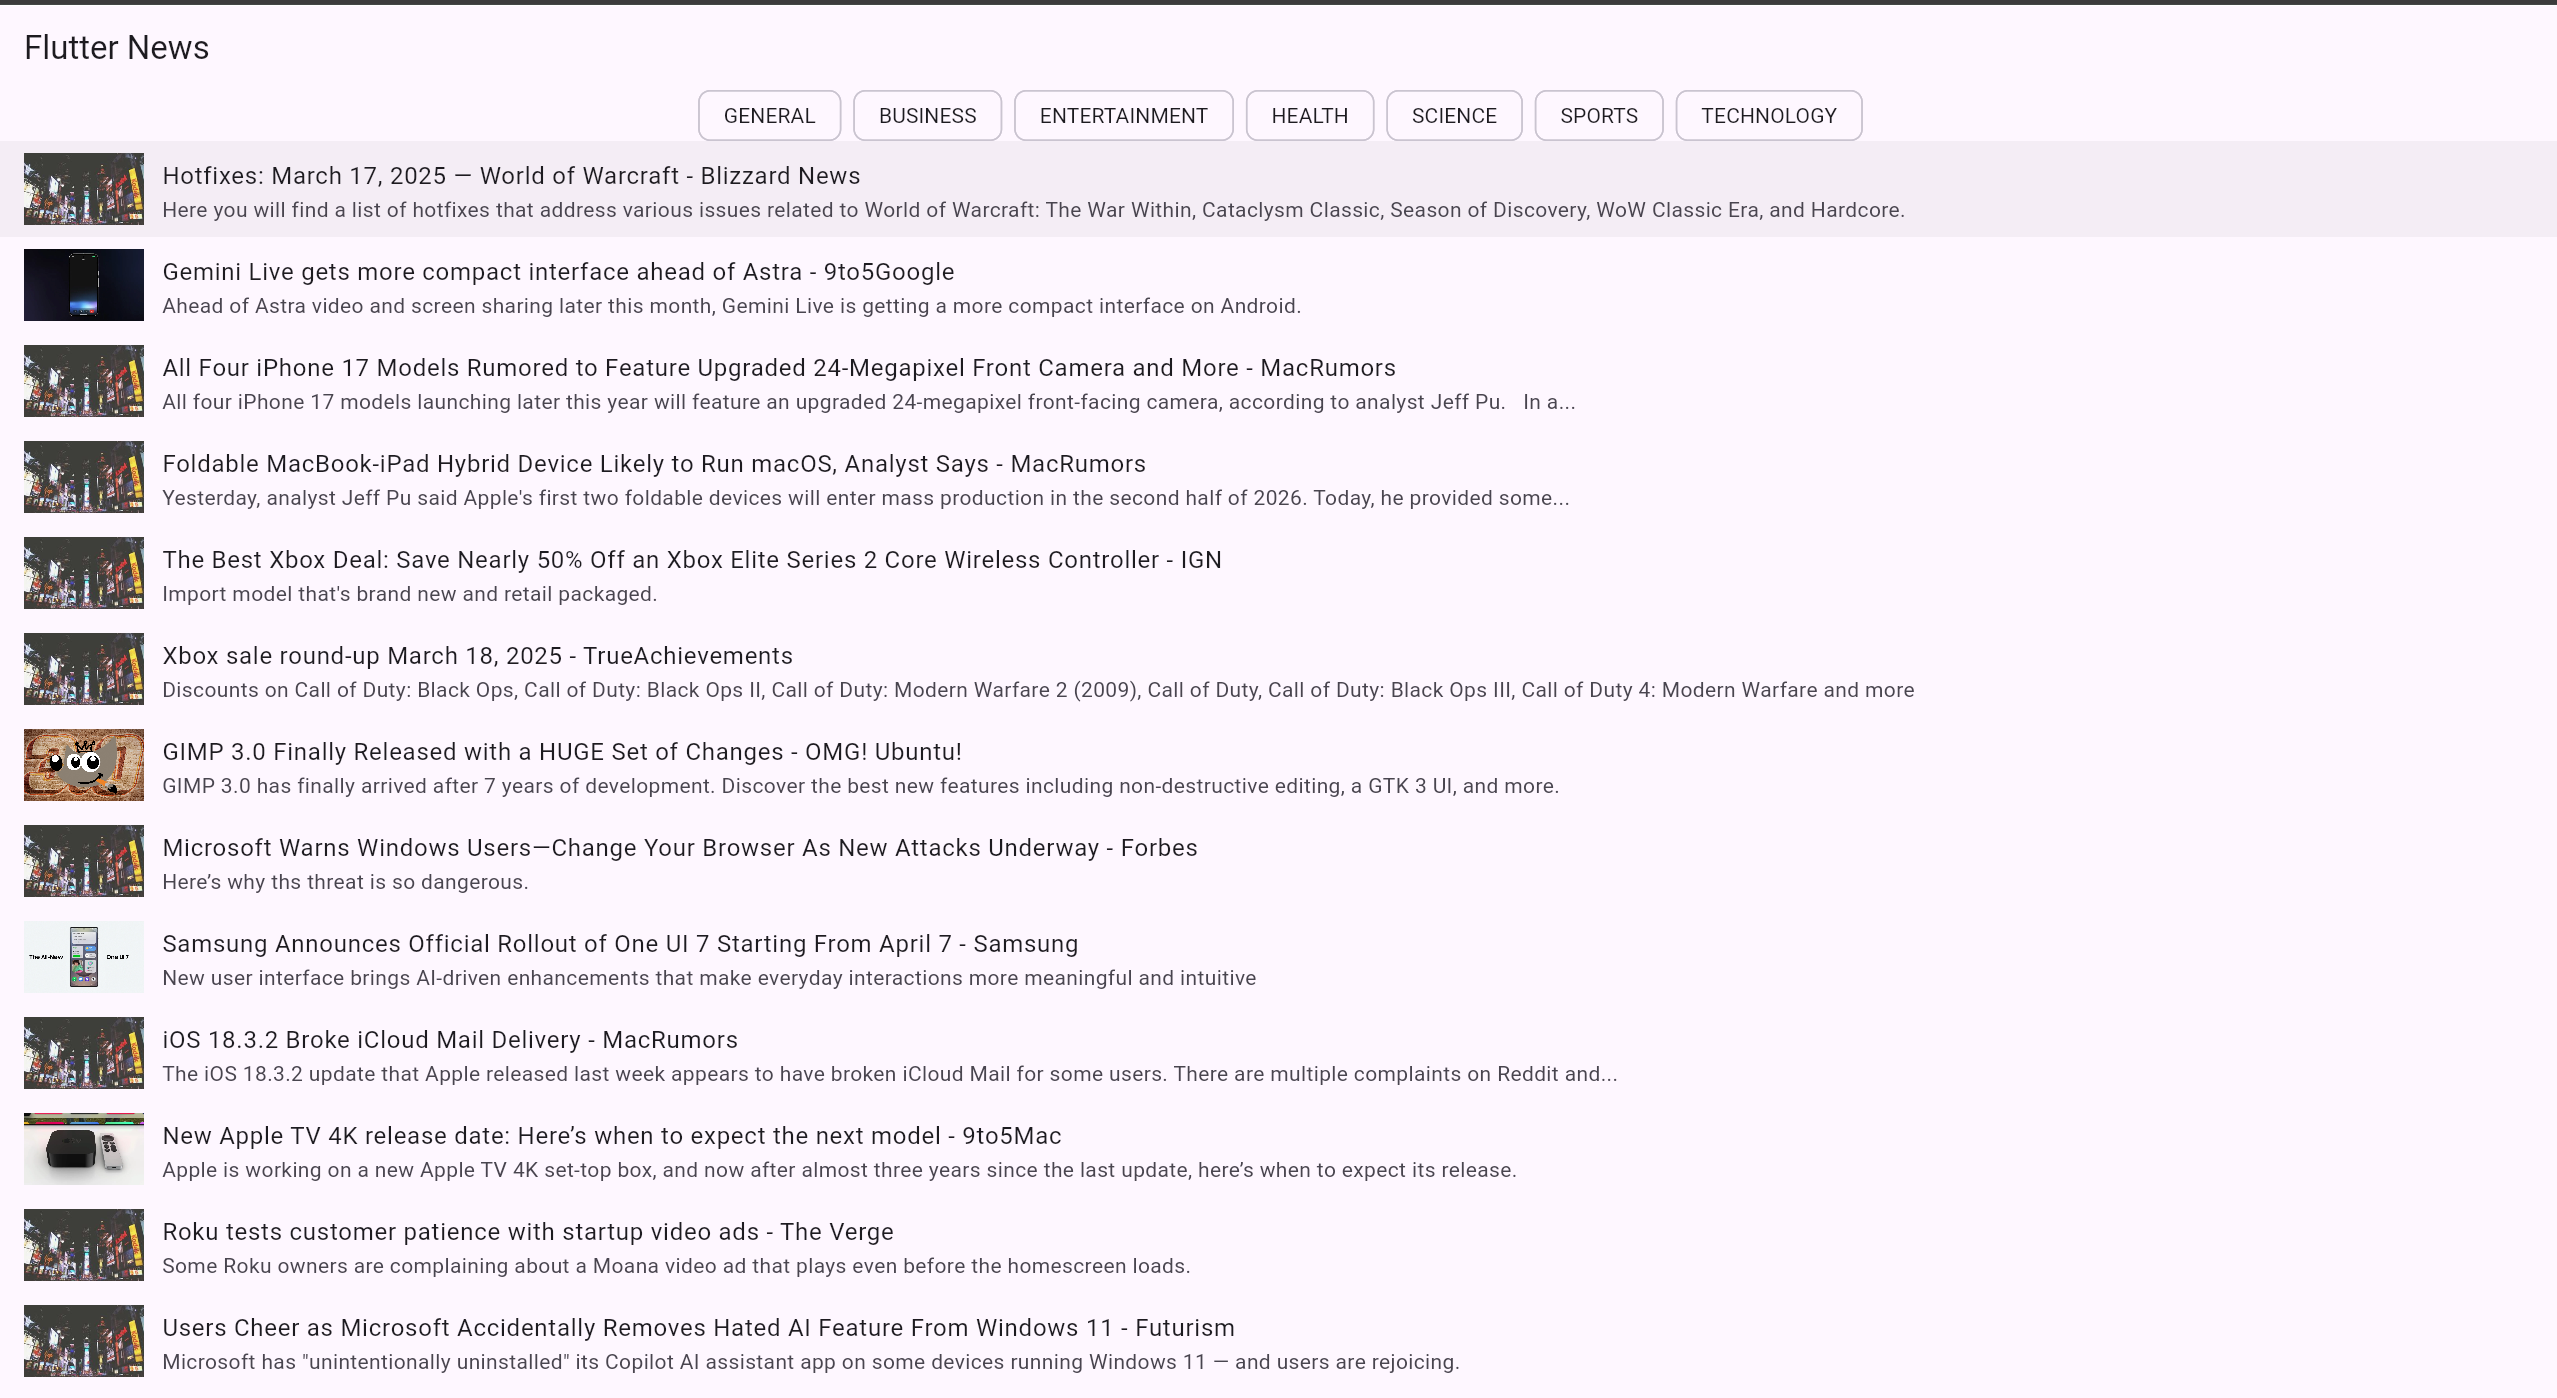 Flutter News
GENERAL
BUSINESS
ENTERTAINMENT
HEALTH
SCIENCE
SPORTS
TECHNOLOGY
Hotfixes: March 17, 2025 — World of Warcraft - Blizzard News
Here you will find a list of hotfixes that address various issues related to World of Warcraft: The War Within, Cataclysm Classic, Season of Discovery, WoW Classic Era, and Hardcore.
Gemini Live gets more compact interface ahead of Astra - 9to5Google
Ahead of Astra video and screen sharing later this month, Gemini Live is getting a more compact interface on Android.
All Four iPhone 17 Models Rumored to Feature Upgraded 24-Megapixel Front Camera and More - MacRumors
All four iPhone 17 models launching later this year will feature an upgraded 24-megapixel front-facing camera, according to analyst Jeff Pu.   In a...
Foldable MacBook-iPad Hybrid Device Likely to Run macOS, Analyst Says - MacRumors
Yesterday, analyst Jeff Pu said Apple's first two foldable devices will enter mass production in the second half of 2026. Today, he provided some...
The Best Xbox Deal: Save Nearly 50% Off an Xbox Elite Series 2 Core Wireless Controller - IGN
Import model that's brand new and retail packaged.
Xbox sale round-up March 18, 2025 - TrueAchievements
Discounts on Call of Duty: Black Ops, Call of Duty: Black Ops II, Call of Duty: Modern Warfare 2 (2009), Call of Duty, Call of Duty: Black Ops III, Call of Duty 4: Modern Warfare and more
GIMP 3.0 Finally Released with a HUGE Set of Changes - OMG! Ubuntu!
GIMP 3.0 has finally arrived after 7 years of development. Discover the best new features including non-destructive editing, a GTK 3 UI, and more.
Microsoft Warns Windows Users—Change Your Browser As New Attacks Underway - Forbes
Here’s why ths threat is so dangerous.
The All-New
One UI 7
Samsung Announces Official Rollout of One UI 7 Starting From April 7 - Samsung
New user interface brings AI-driven enhancements that make everyday interactions more meaningful and intuitive
iOS 18.3.2 Broke iCloud Mail Delivery - MacRumors
The iOS 18.3.2 update that Apple released last week appears to have broken iCloud Mail for some users. There are multiple complaints on Reddit and...
New Apple TV 4K release date: Here’s when to expect the next model - 9to5Mac
Apple is working on a new Apple TV 4K set-top box, and now after almost three years since the last update, here’s when to expect its release.
Roku tests customer patience with startup video ads - The Verge
Some Roku owners are complaining about a Moana video ad that plays even before the homescreen loads.
Users Cheer as Microsoft Accidentally Removes Hated AI Feature From Windows 11 - Futurism
Microsoft has "unintentionally uninstalled" its Copilot AI assistant app on some devices running Windows 11 — and users are rejoicing.